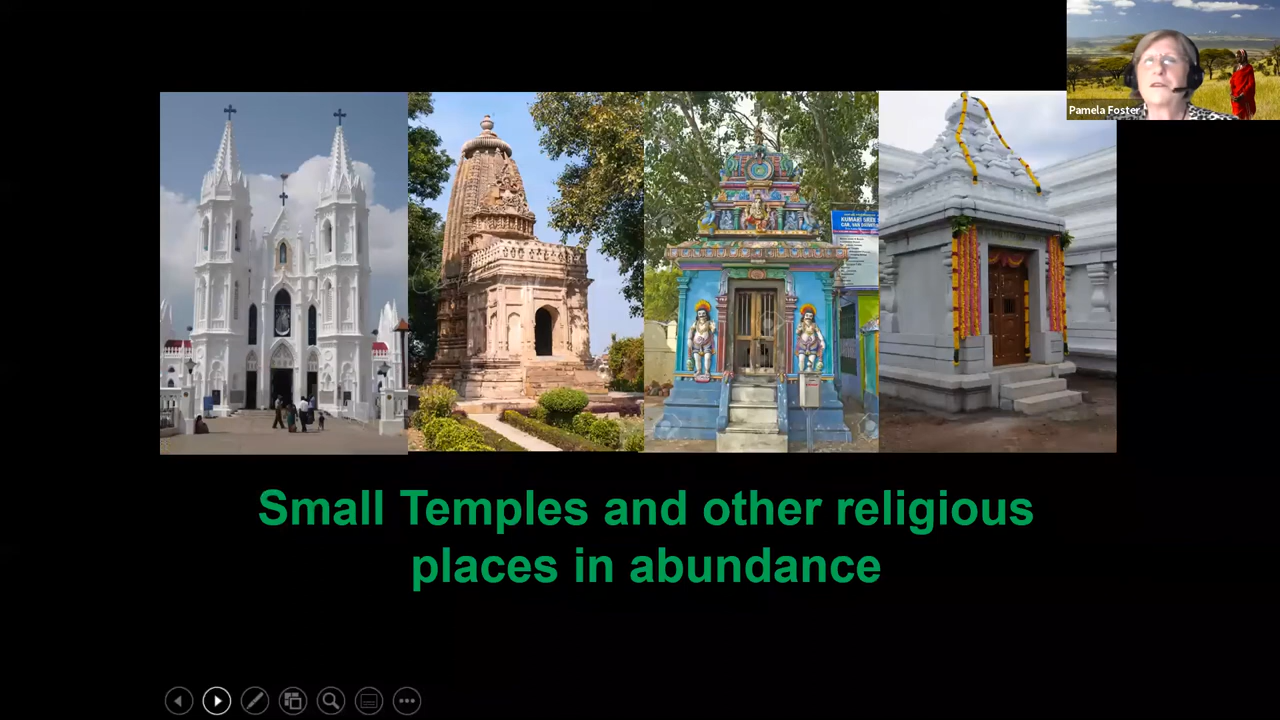 Pamela Foster
Small Temples and other religious
places in abundance